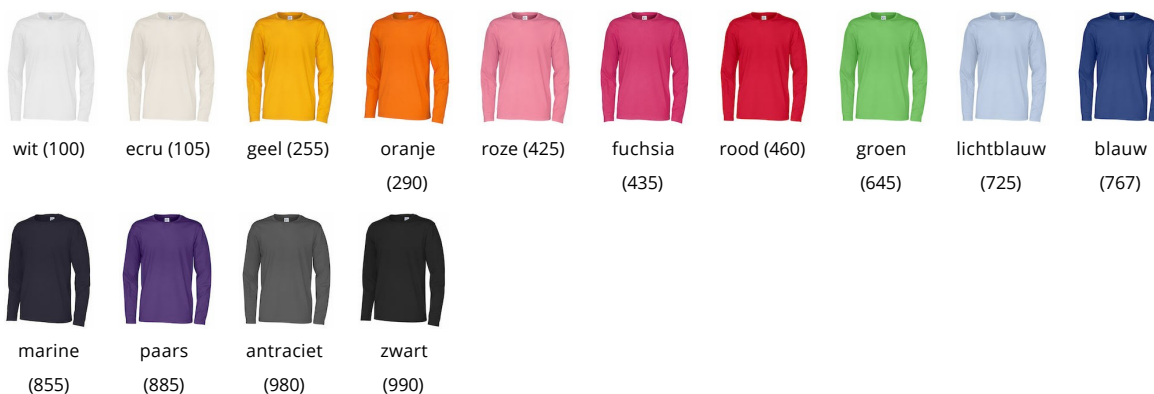 wit (100)
ecru (105)
geel (255)
oranje
(290)
roze (425)
fuchsia
(435)
rood (460)
groen
(645)
lichtblauw
(725)
blauw
(767)
marine
(855)
paars
(885)
antraciet
(980)
zwart
(990)